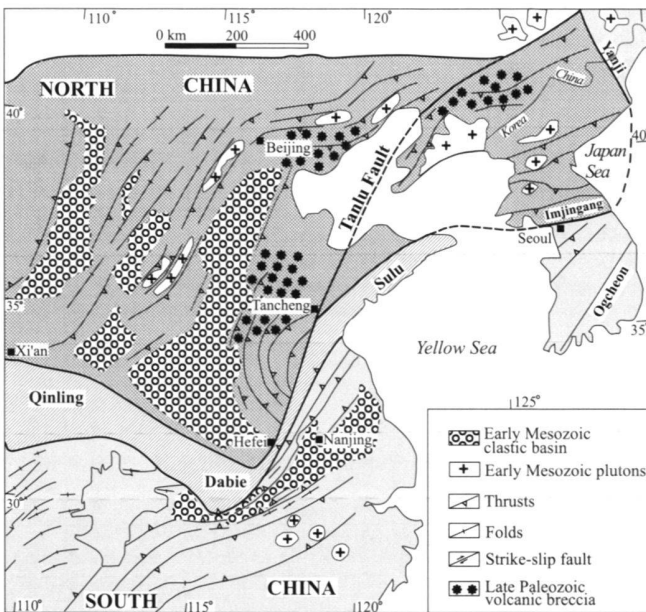 110°
115°
120°
0 km 200 400
NORTH CHINA
Yanji
China
40°
Beijing
Korea
40
Japan
Sea
Tanlu Fault
Imjingang
Seoul
Sulu
Ogcheon
Tancheng
35°
35°
Xi'an
Yellow Sea
Qinling
125°
Hefei
Nanjing
Dabie
30°
SOUTH CHINA
110°
115°
120°
Early Mesozoic
clastic basin
Early Mesozoic plutons
Thrusts
Folds
Strike-slip fault
Late Paleozoic
volcanic breccia